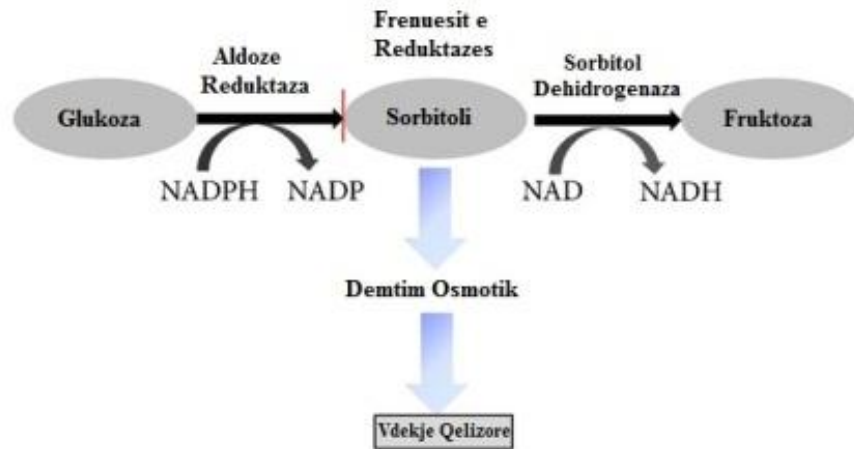 Frenuesit e
Reduktazes
Aldoze
Reduktaza
Sorbitol
Dehidrogenaza
Glukoza
Sorbitoli
Fruktoza
NADPH
NADP
NAD
NADH
Demtim Osmotik
Vdekje Qelizore